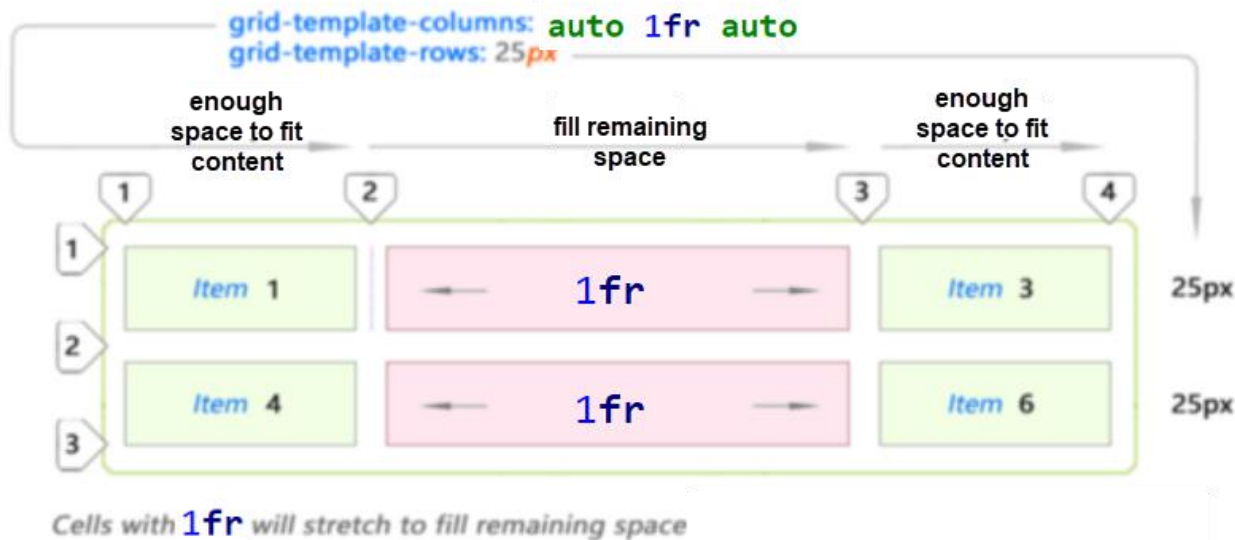 grid-template-columns: auto 1fr auto
grid-template-rows: 25px
enough
space to fit
content
fill remaining
space
enough
space to fit
content
1 2 3 4
1
Item 1 1fr Item 3 25px
2
Item 4 1fr Item 6 25px
3
Cells with 1fr will stretch to fill remaining space